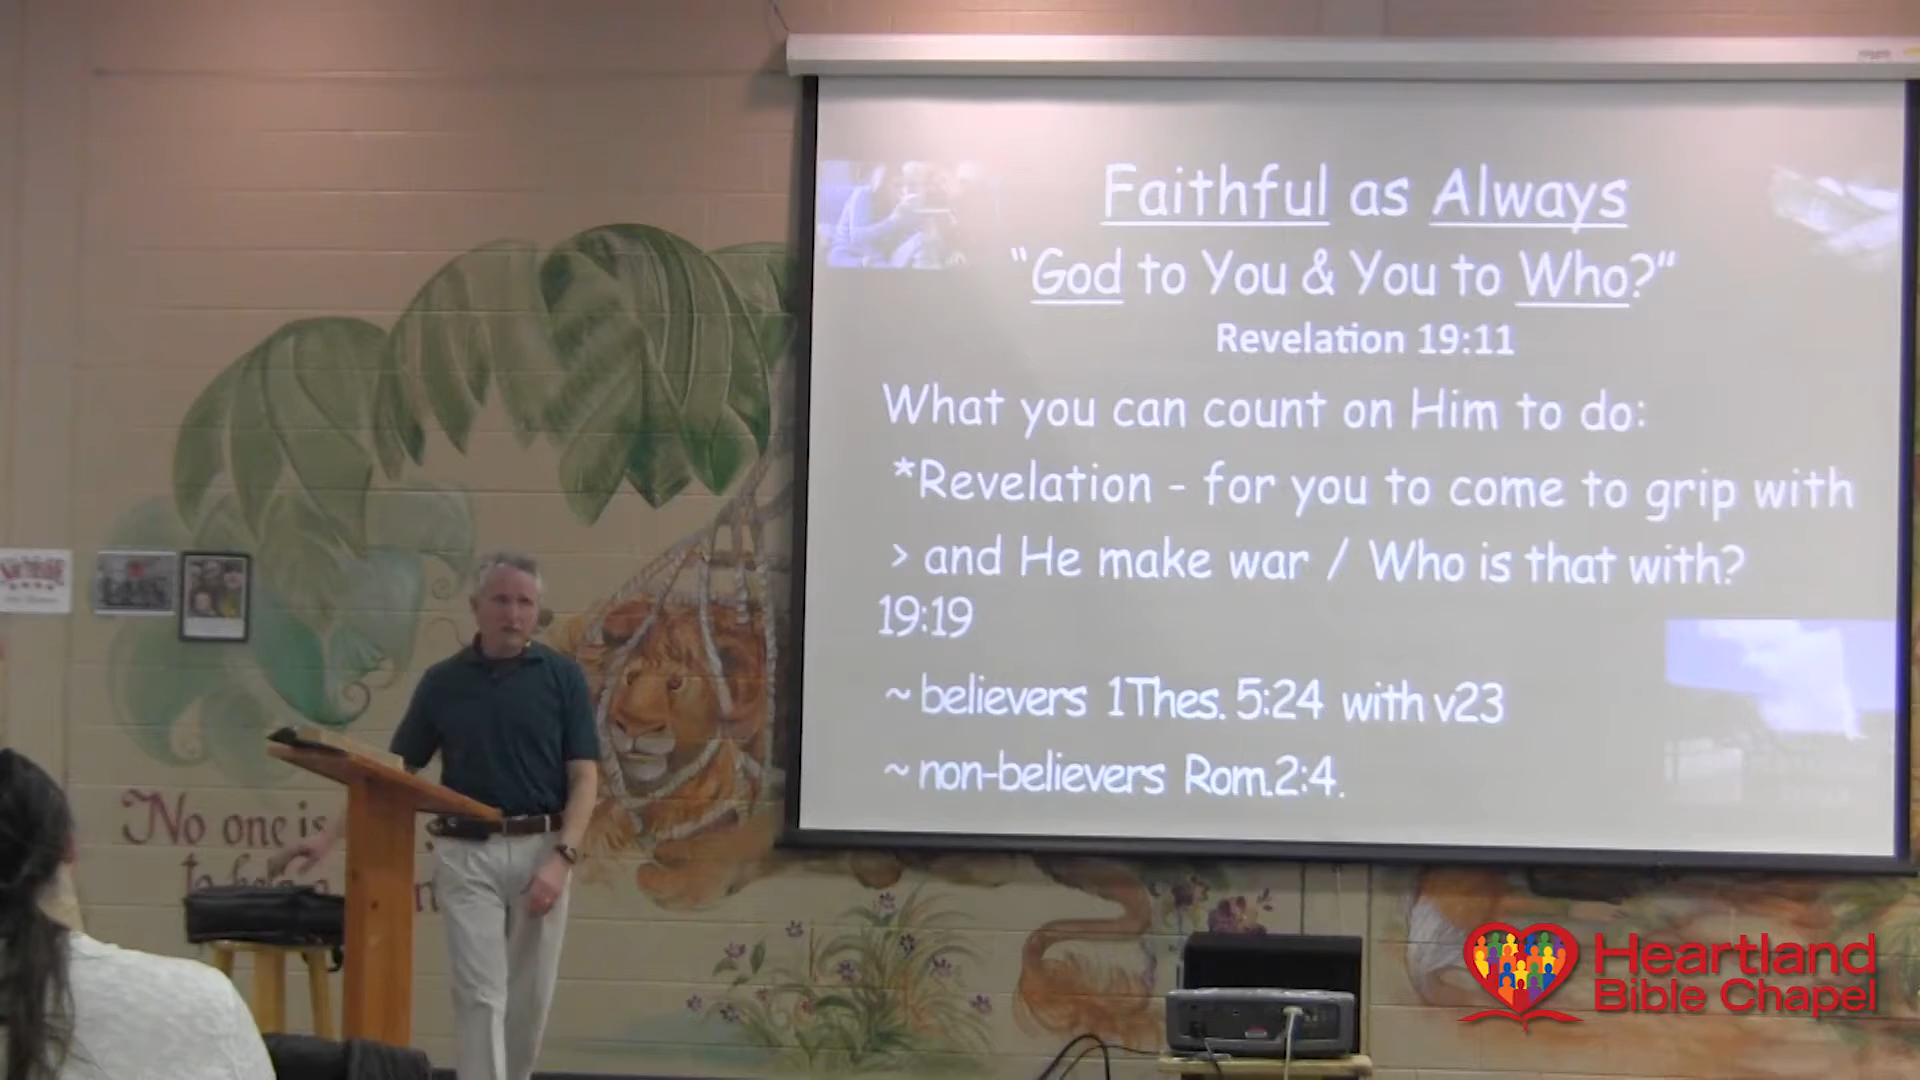 Faithful as Always
“God to You & You to Who?”
Revelation 19:11
What you can count on Him to do:
*Revelation - for you to come to grip with
> and He make war / Who is that with?
19:19
~ believers 1Thes. 5:24 with v23
~ non-believers Rom.2:4.
No one is
Heartland
Bible Chapel